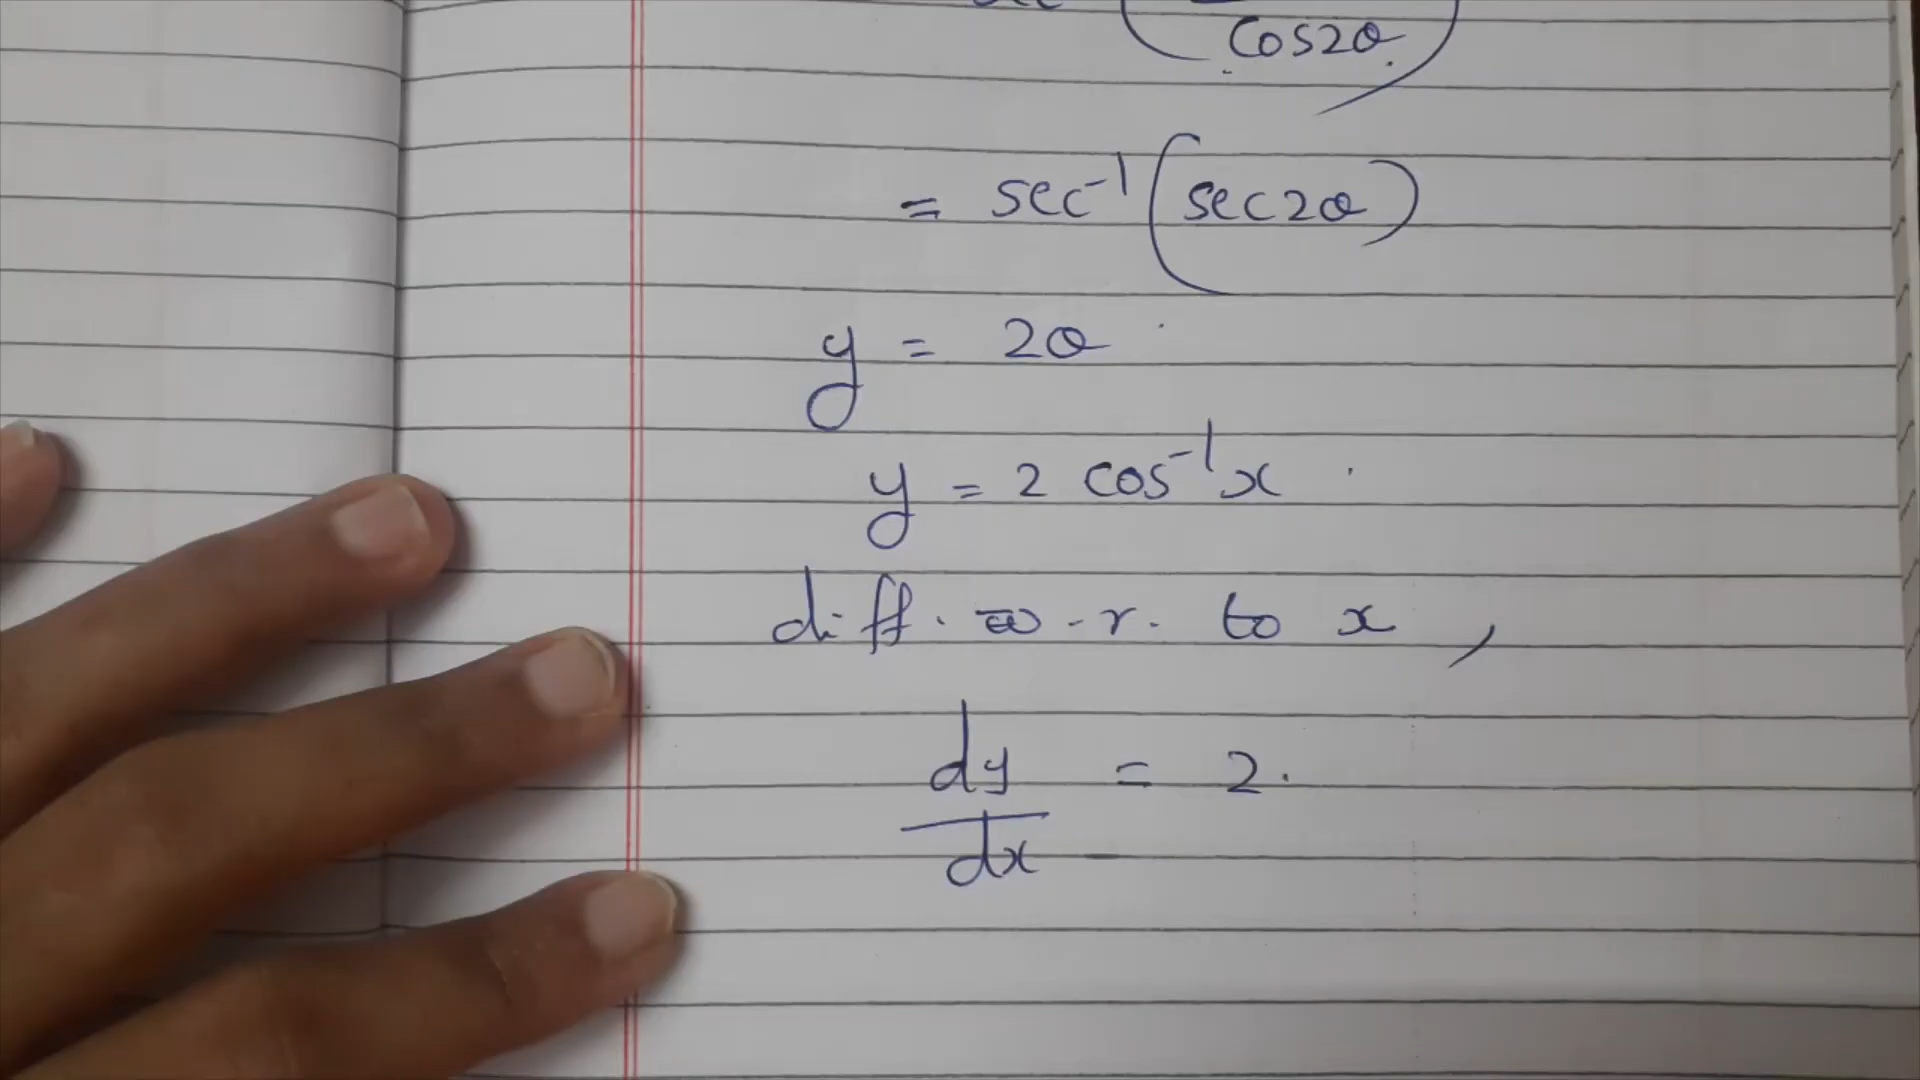 cos2θ
= sec⁻¹(sec2θ)
y = 2θ
y = 2 cos⁻¹x
diff. w.r. to x,
dy/dx = 2.